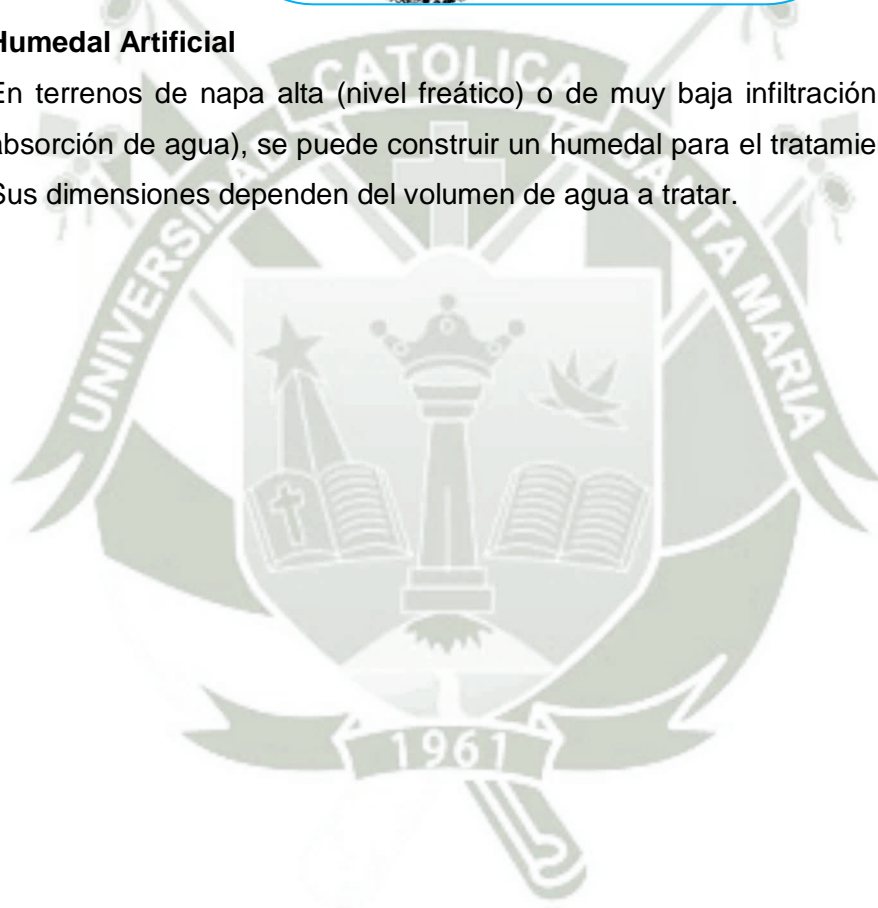 Humedal Artificial
En terrenos de napa alta (nivel freático) o de muy baja infiltración
absorción de agua), se puede construir un humedal para el
Sus dimensiones dependen del volumen de agua a tratar.
CATOLICA
UNIVERSIDAD
SANTA MARIA
1961